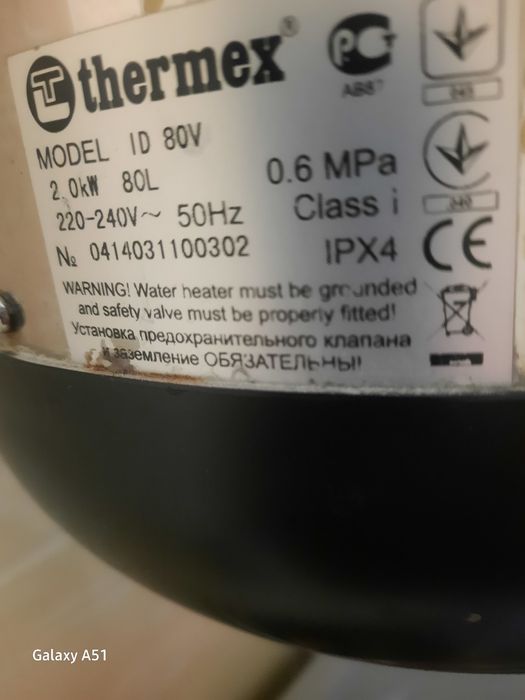 thermex®
MODEL ID 80V
2.0kW 80L
220-240V~ 50Hz
№ 0414031100302
0.6 MPa
Class i
IPX4
PG
CE
WARNING! Water heater must be grounded
and safety valve must be properly fitted!
Установка предохранительного клапана
и заземление ОБЯЗАТЕЛЬНЫ!
Galaxy A51